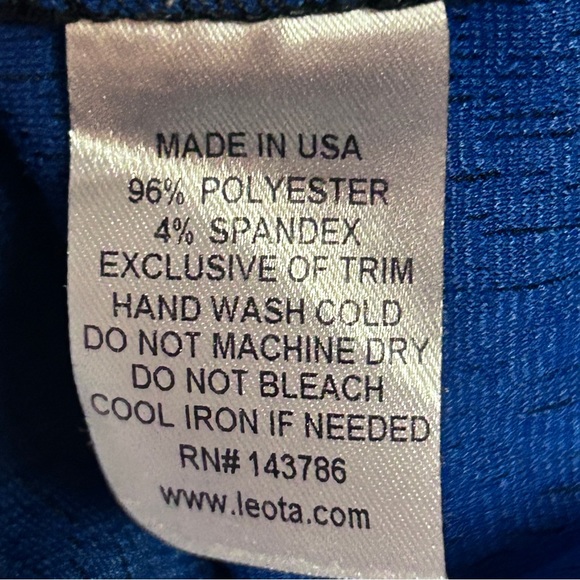 MADE IN USA
96% POLYESTER
4% SPANDEX
EXCLUSIVE OF TRIM
HAND WASH COLD
DO NOT MACHINE DRY
DO NOT BLEACH
COOL IRON IF NEEDED
RN# 143786
www.leota.com